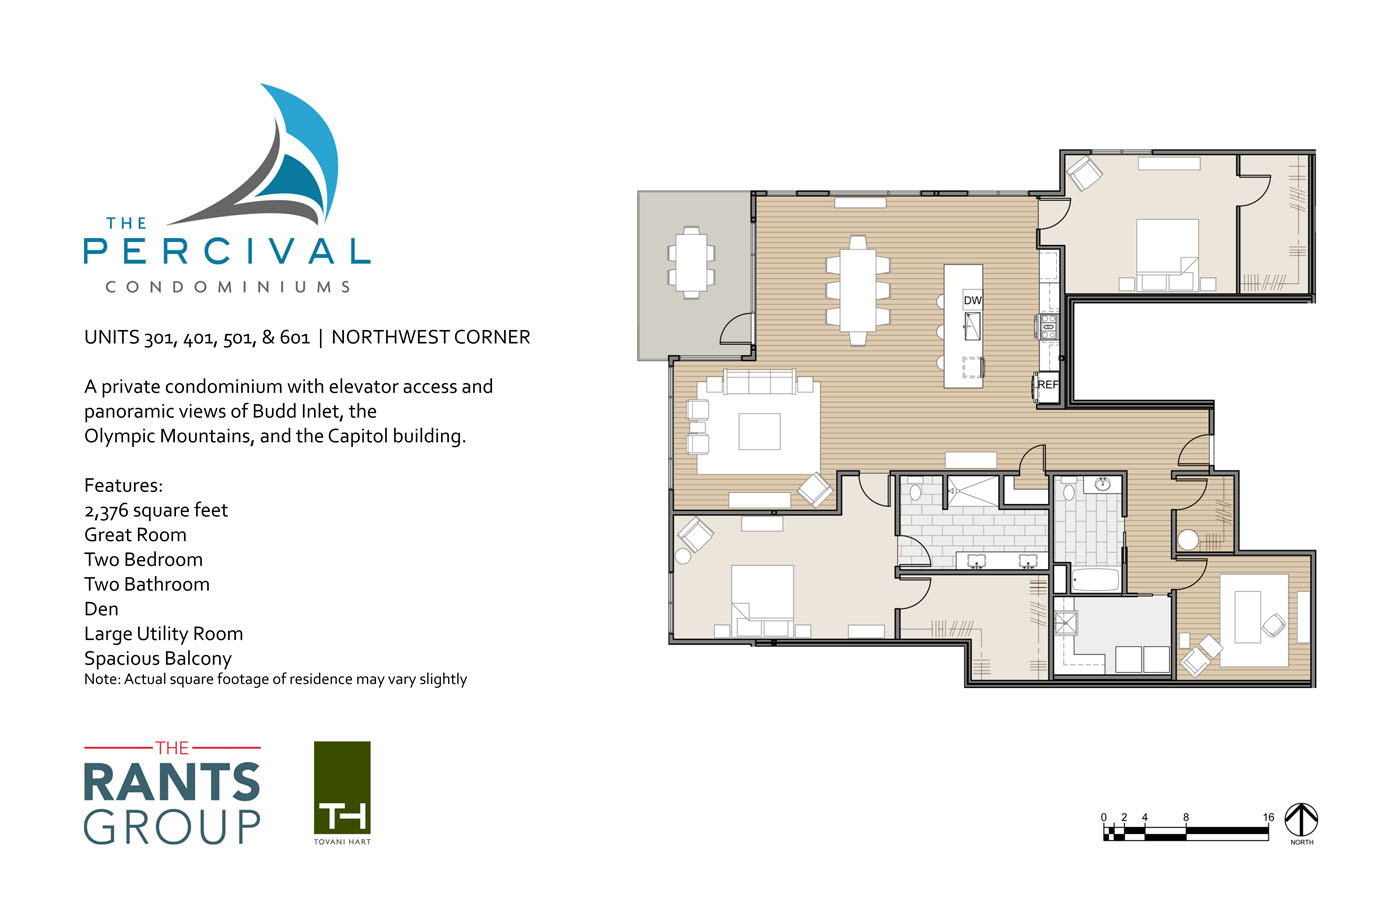 THE
PERCIVAL
CONDOMINIUMS
UNITS 301, 401, 501, & 601 | NORTHWEST CORNER
A private condominium with elevator access and
panoramic views of Budd Inlet, the
Olympic Mountains, and the Capitol building.
Features:
2,376 square feet
Great Room
Two Bedroom
Two Bathroom
Den
Large Utility Room
Spacious Balcony
Note: Actual square footage of residence may vary slightly
THE
RANTS
GROUP
TH
TOVANI HART
DW
REF
0 2 4 8 16
NORTH